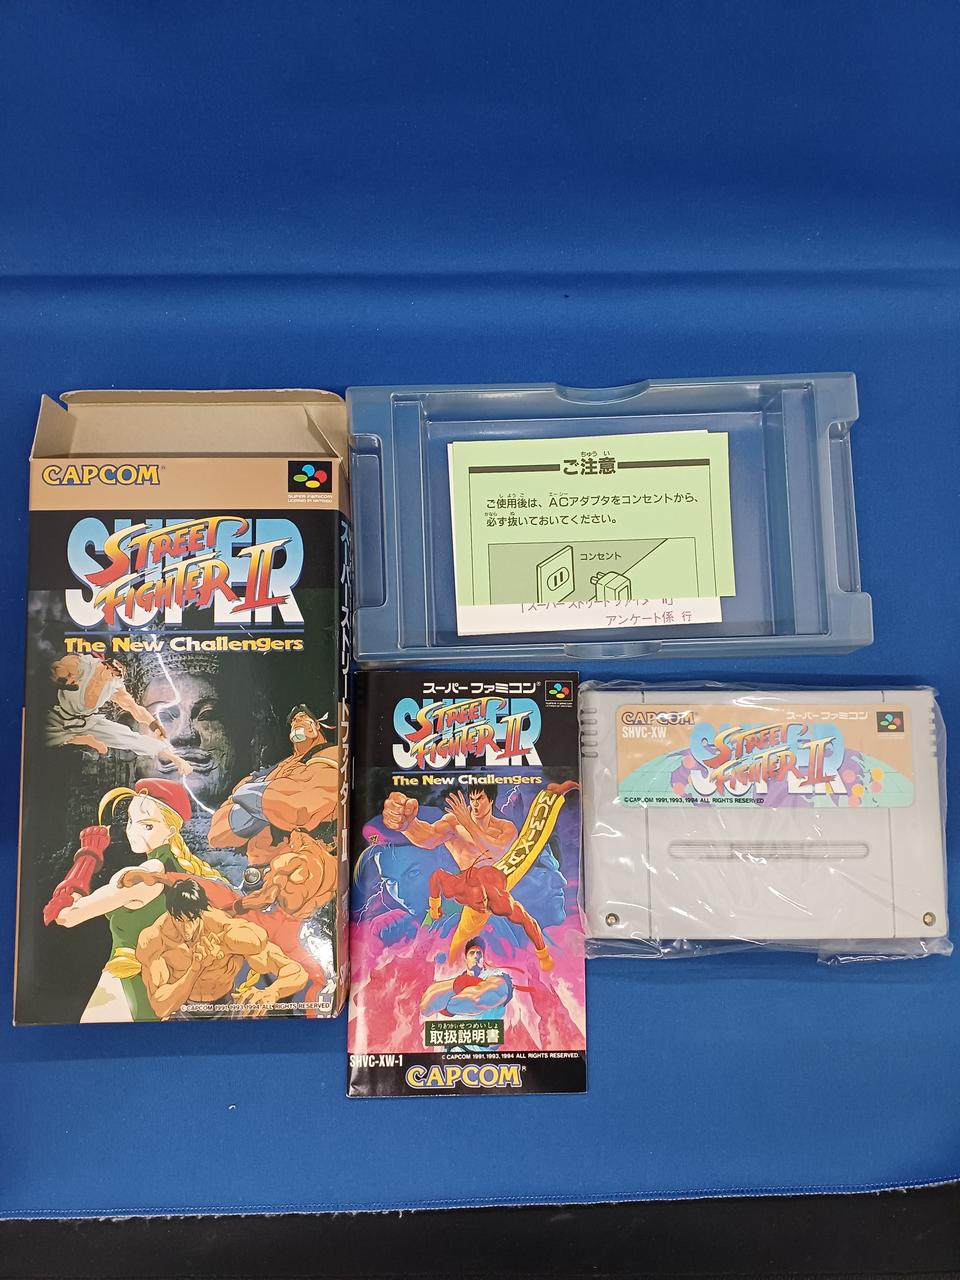 CAPCOM®
SUPER FAMICOM
LICENSED BY NINTENDO
SUPER
STREET
FIGHTER II
The New Challengers
©CAPCOM 1991,1993,1994 ALL RIGHTS RESERVED
ちゅう い
ご注意
しようご エーシー
ご使用後は、ACアダプタをコンセントから、
かなら ぬ
必ず抜いておいてください。
コンセント
「スーパー ストリートファイターII」
アンケート係 行
スーパー ファミコン®
SUPER
STREET
FIGHTER II
The New Challengers
とりあつかいせつめいしょ
取扱説明書
SHVC-XW-1
© CAPCOM 1991, 1993, 1994 ALL RIGHTS RESERVED.
CAPCOM®
CAPCOM
スーパー ファミコン
SHVC-XW
SUPER
STREET
FIGHTER II
©CAPCOM 1991, 1993, 1994 ALL RIGHTS RESERVED